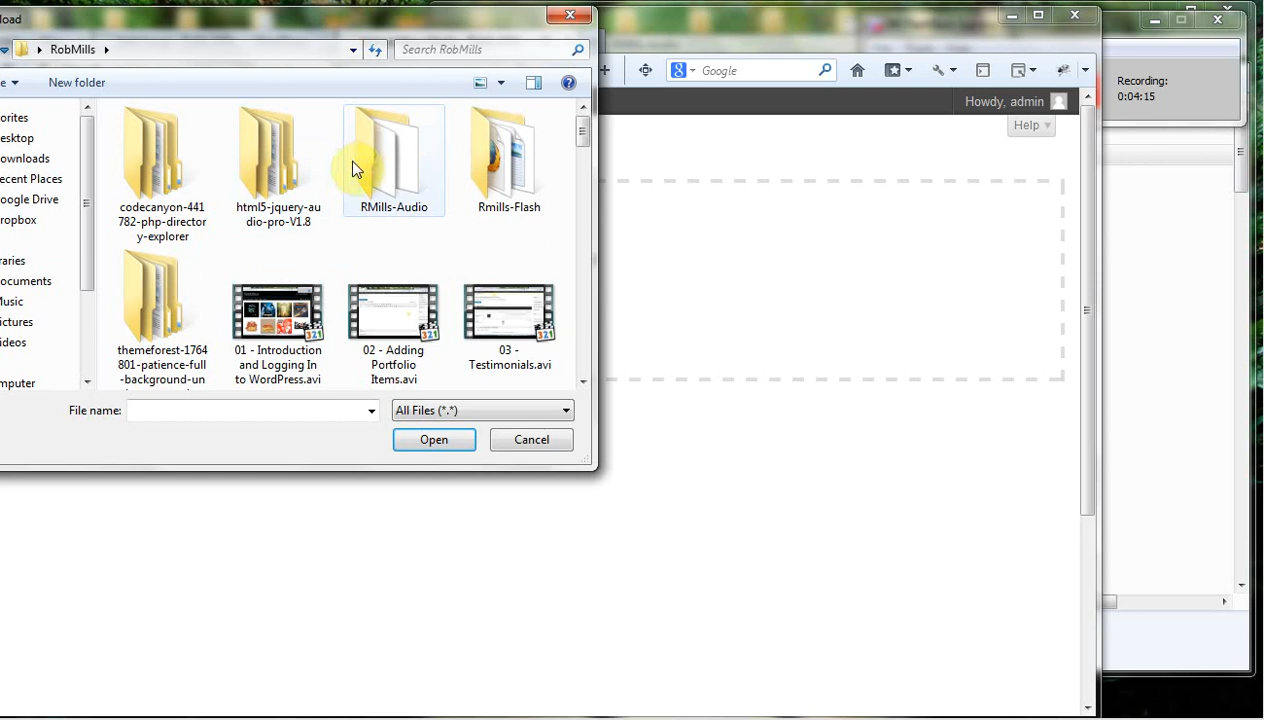 load
RobMills
Search RobMills
e
New folder
orites
esktop
ownloads
ecent Places
oogle Drive
ropbox
raries
ocuments
Music
ictures
ideos
mputer
codecanyon-441
782-php-director
y-explorer
html5-jquery-au
dio-pro-V1.8
RMills-Audio
Rmills-Flash
themeforest-1764
801-patience-full
-background-un
01 - Introduction
and Logging In
to WordPress.avi
02 - Adding
Portfolio
Items.avi
03 -
Testimonials.avi
File name:
All Files (*.*)
Open
Cancel
Google
Howdy, admin
Help
Recording:
0:04:15